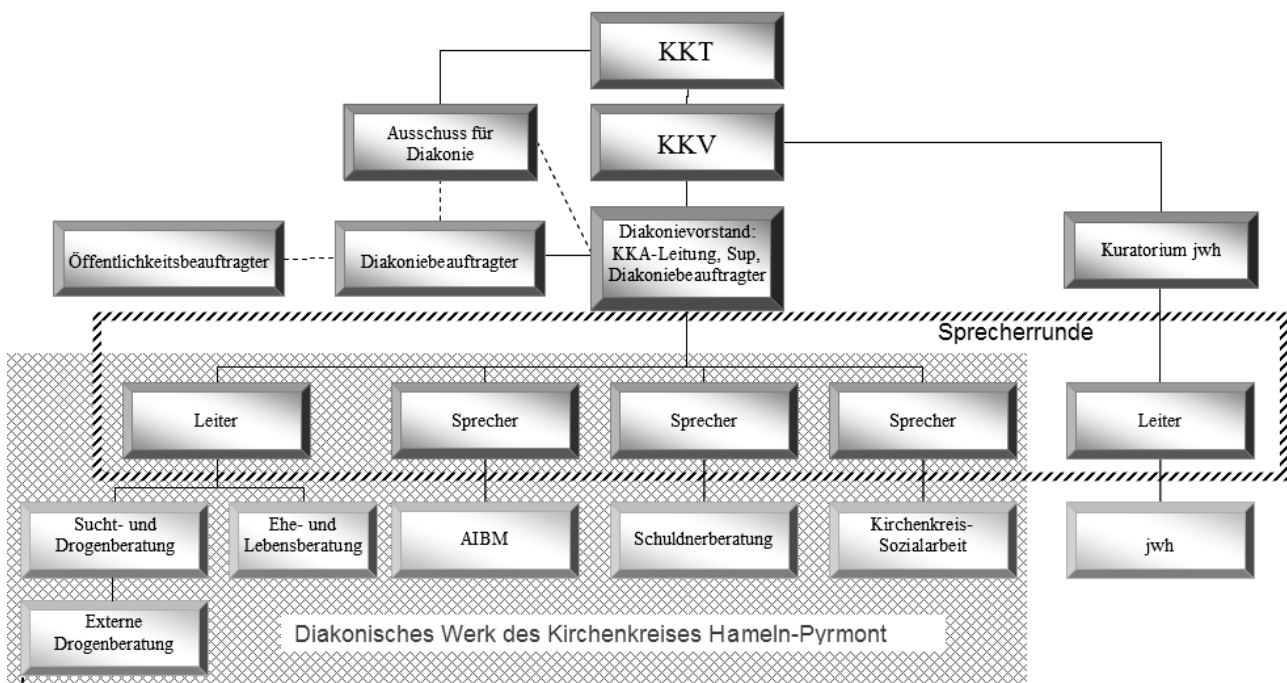 KKT
Ausschuss für
Diakonie
KKV
Öffentlichkeitsbeauftragter
Diakoniebeauftragter
Diakonievorstand:
KKA-Leitung, Sup,
Diakoniebeauftragter
Kuratorium jwh
Sprecherrunde
Leiter
Sprecher
Sprecher
Sprecher
Leiter
Sucht- und
Drogenberatung
Ehe- und
Lebensberatung
AIBM
Schuldnerberatung
Kirchenkreis-
Sozialarbeit
jwh
Externe
Drogenberatung
Diakonisches Werk des Kirchenkreises Hameln-Pyrmont